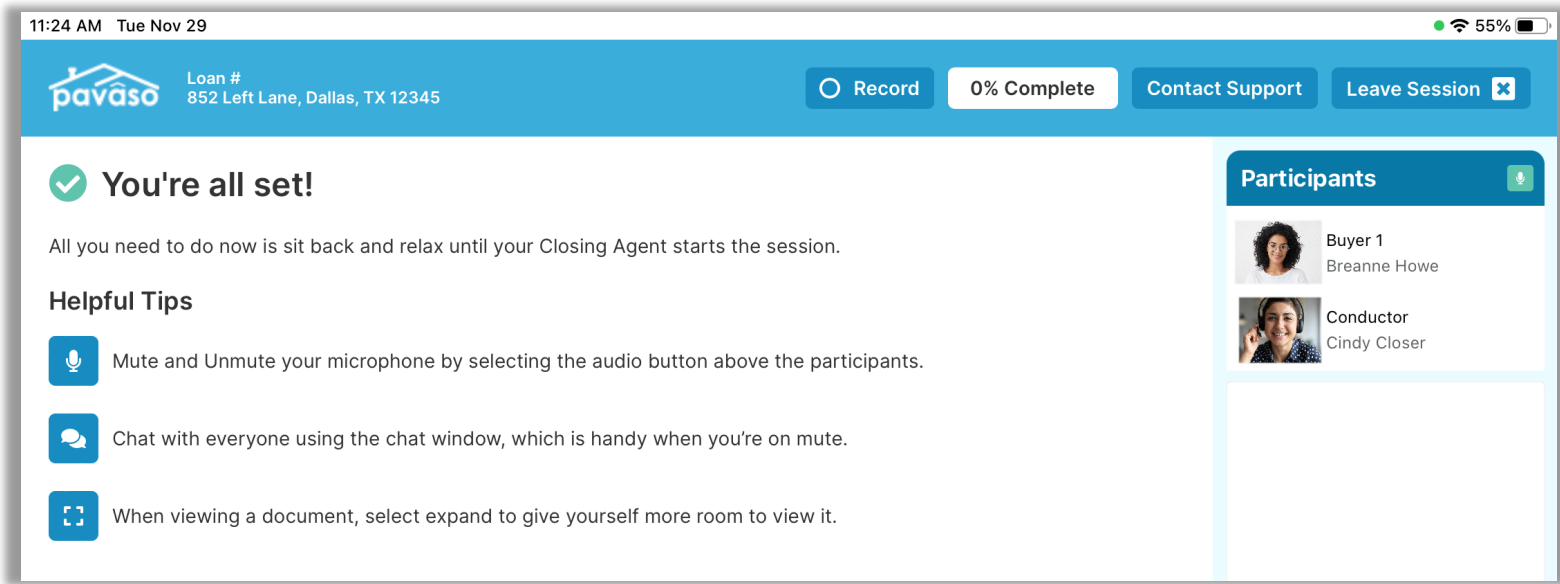 11:24 AM Tue Nov 29
55%
pavaso
Loan #
852 Left Lane, Dallas, TX 12345
Record
0% Complete
Contact Support
Leave Session
You're all set!
All you need to do now is sit back and relax until your Closing Agent starts the session.
Helpful Tips
Mute and Unmute your microphone by selecting the audio button above the participants.
Chat with everyone using the chat window, which is handy when you’re on mute.
When viewing a document, select expand to give yourself more room to view it.
Participants
Buyer 1
Breanne Howe
Conductor
Cindy Closer